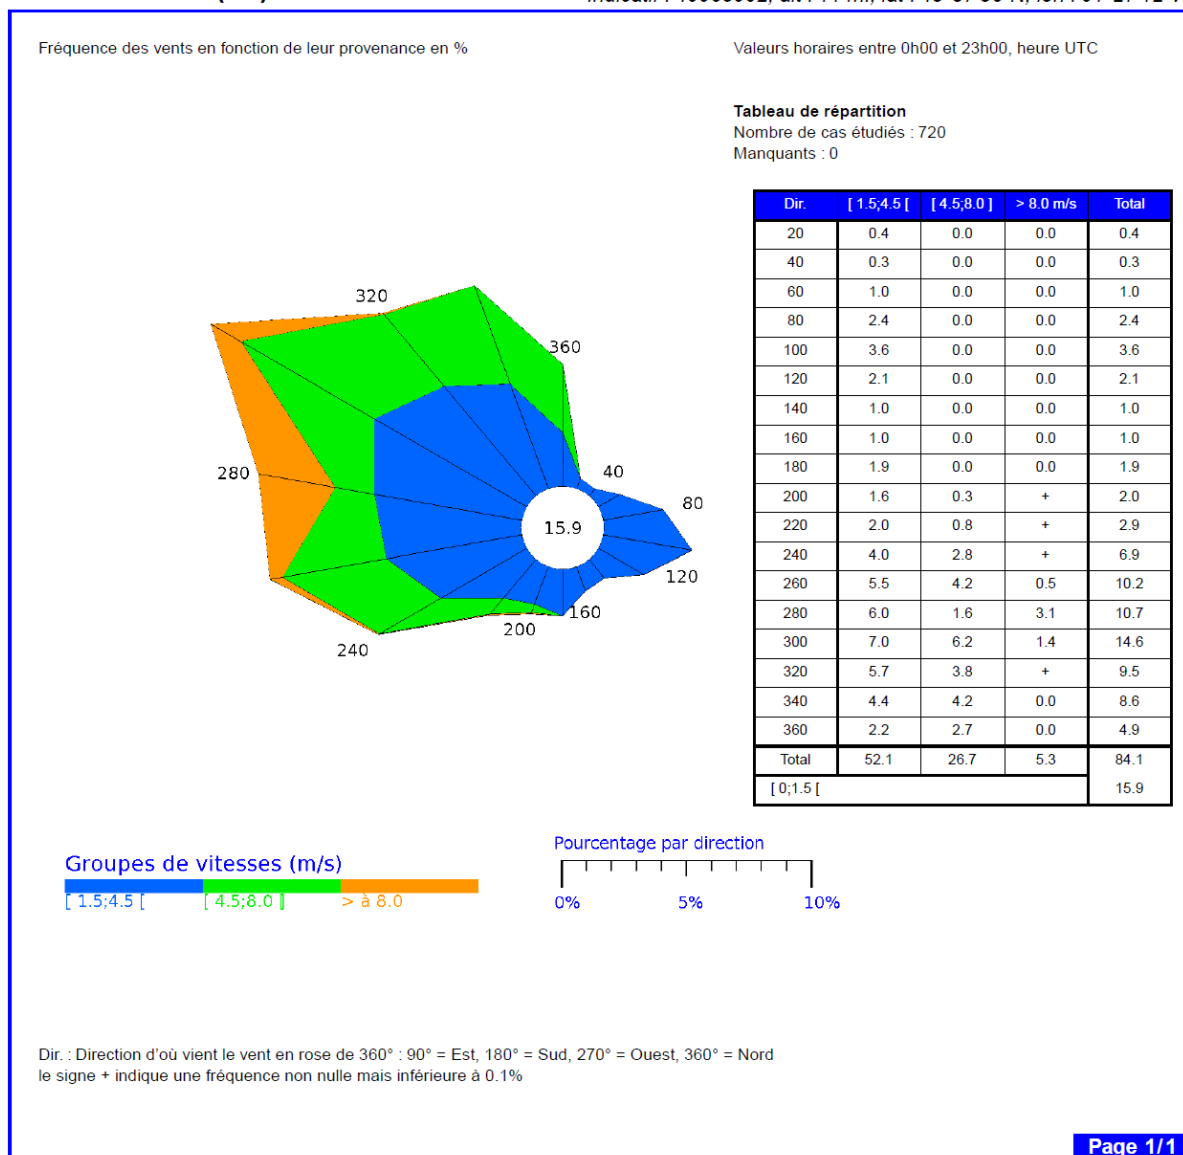 Fréquence des vents en fonction de leur provenance en %
Valeurs horaires entre 0h00 et 23h00, heure UTC
Tableau de répartition
Nombre de cas étudiés : 720
Manquants : 0
Dir. [ 1.5;4.5 [ [ 4.5;8.0 ] > 8.0 m/s Total
20 0.4 0.0 0.0 0.4
40 0.3 0.0 0.0 0.3
60 1.0 0.0 0.0 1.0
80 2.4 0.0 0.0 2.4
100 3.6 0.0 0.0 3.6
120 2.1 0.0 0.0 2.1
140 1.0 0.0 0.0 1.0
160 1.0 0.0 0.0 1.0
180 1.9 0.0 0.0 1.9
200 1.6 0.3 + 2.0
220 2.0 0.8 + 2.9
240 4.0 2.8 + 6.9
260 5.5 4.2 0.5 10.2
280 6.0 1.6 3.1 10.7
300 7.0 6.2 1.4 14.6
320 5.7 3.8 + 9.5
340 4.4 4.2 0.0 8.6
360 2.2 2.7 0.0 4.9
Total 52.1 26.7 5.3 84.1
[ 0;1.5 [ 15.9
320
360
280
40
80
15.9
120
160
200
240
Groupes de vitesses (m/s)
[ 1.5;4.5 [ [ 4.5;8.0 ] > à 8.0
Pourcentage par direction
0% 5% 10%
Dir. : Direction d'où vient le vent en rose de 360° : 90° = Est, 180° = Sud, 270° = Ouest, 360° = Nord
le signe + indique une fréquence non nulle mais inférieure à 0.1%
Page 1/1